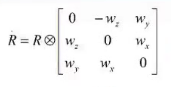 Ṙ = R ⊗ [ 0 −w_z w_y
w_z 0 w_x
w_y w_x 0 ]